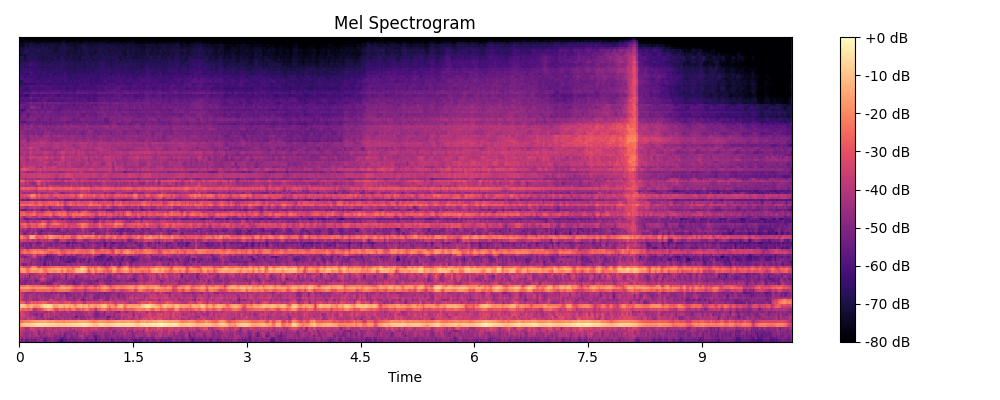 Mel Spectrogram
+0 dB
-10 dB
-20 dB
-30 dB
-40 dB
-50 dB
-60 dB
-70 dB
-80 dB
0 1.5 3 4.5 6 7.5 9
Time